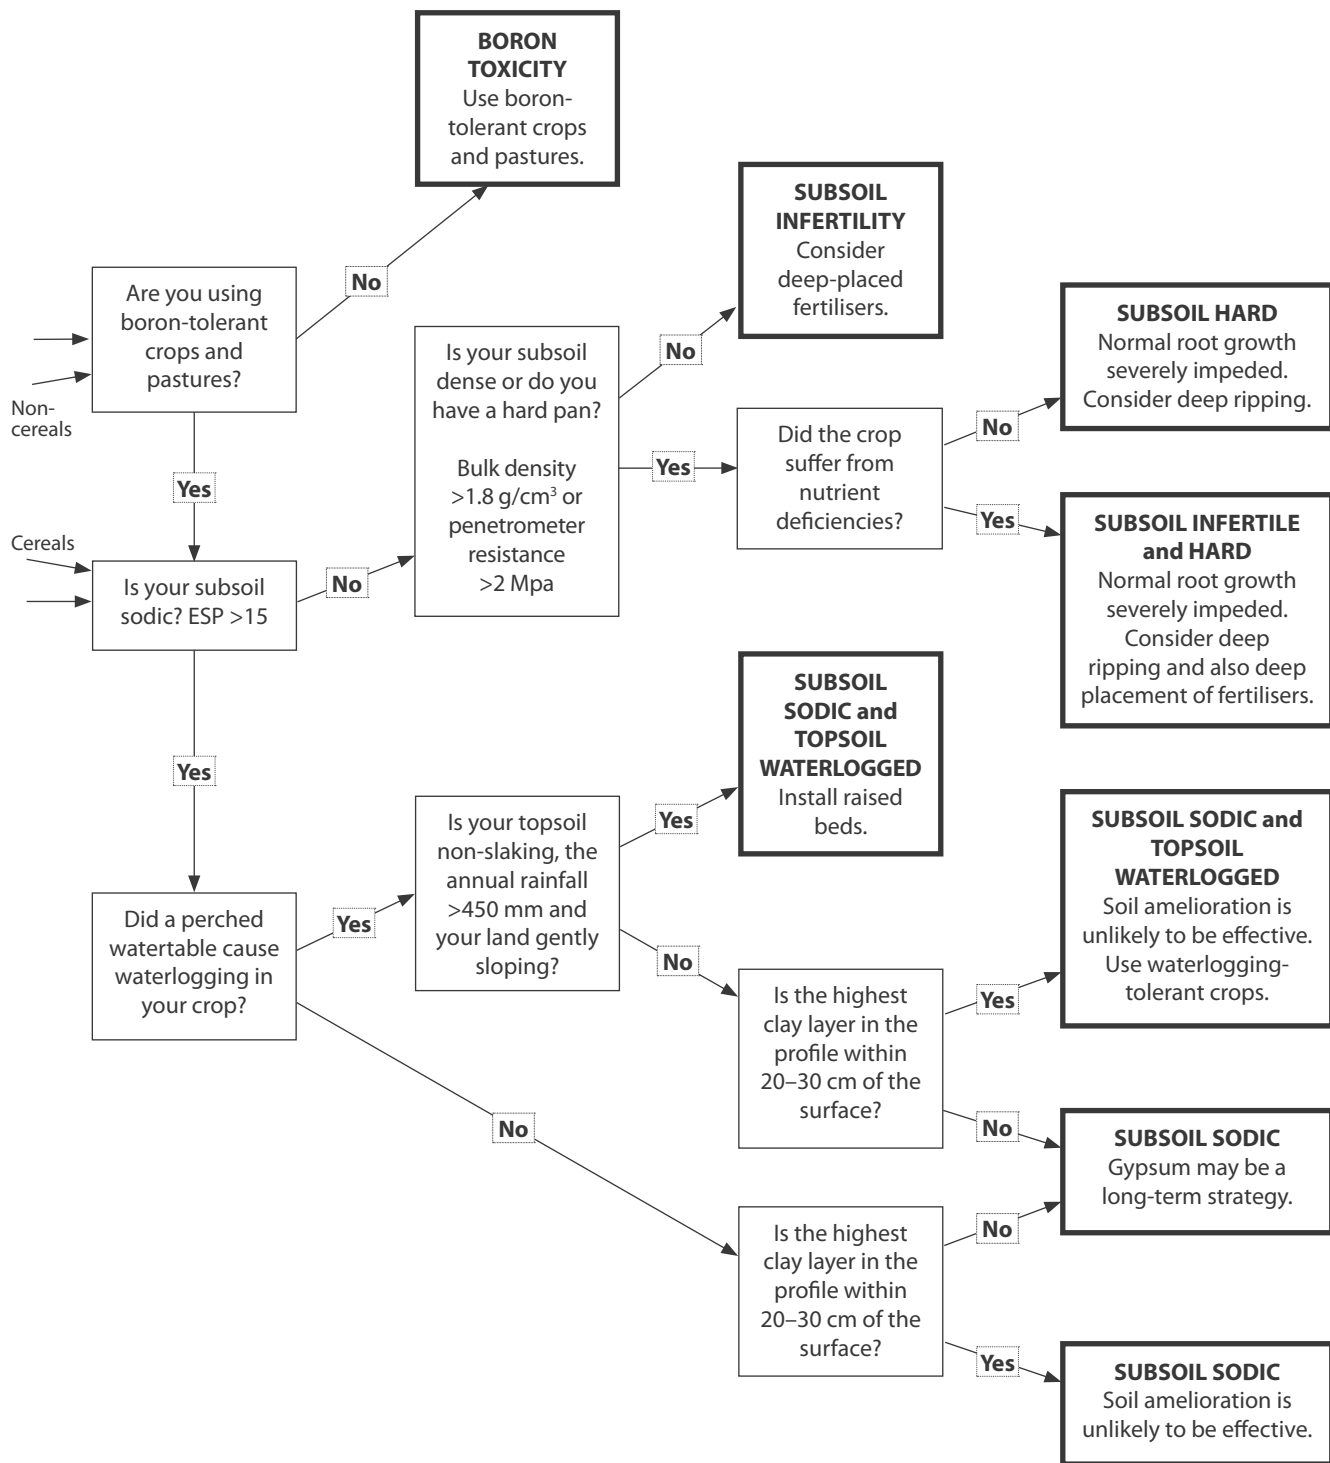 BORON
TOXICITY
Use boron-
tolerant crops
and pastures.
No
Are you using
boron-tolerant
crops and
pastures?
Non-
cereals
Yes
Cereals
Is your subsoil
sodic? ESP >15
No
Is your subsoil
dense or do you
have a hard pan?
Bulk density
>1.8 g/cm³ or
penetrometer
resistance
>2 Mpa
No
SUBSOIL
INFERTILITY
Consider
deep-placed
fertilisers.
Yes
Did the crop
suffer from
nutrient
deficiencies?
No
SUBSOIL HARD
Normal root growth
severely impeded.
Consider deep ripping.
Yes
SUBSOIL INFERTILE
and HARD
Normal root growth
severely impeded.
Consider deep
ripping and also deep
placement of fertilisers.
Yes
Did a perched
watertable cause
waterlogging in
your crop?
Yes
Is your topsoil
non-slaking, the
annual rainfall
>450 mm and
your land gently
sloping?
Yes
SUBSOIL
SODIC and
TOPSOIL
WATERLOGGED
Install raised
beds.
No
Is the highest
clay layer in the
profile within
20–30 cm of the
surface?
Yes
SUBSOIL SODIC and
TOPSOIL
WATERLOGGED
Soil amelioration is
unlikely to be effective.
Use waterlogging-
tolerant crops.
No
SUBSOIL SODIC
Gypsum may be a
long-term strategy.
No
Is the highest
clay layer in the
profile within
20–30 cm of the
surface?
No
Yes
SUBSOIL SODIC
Soil amelioration is
unlikely to be effective.